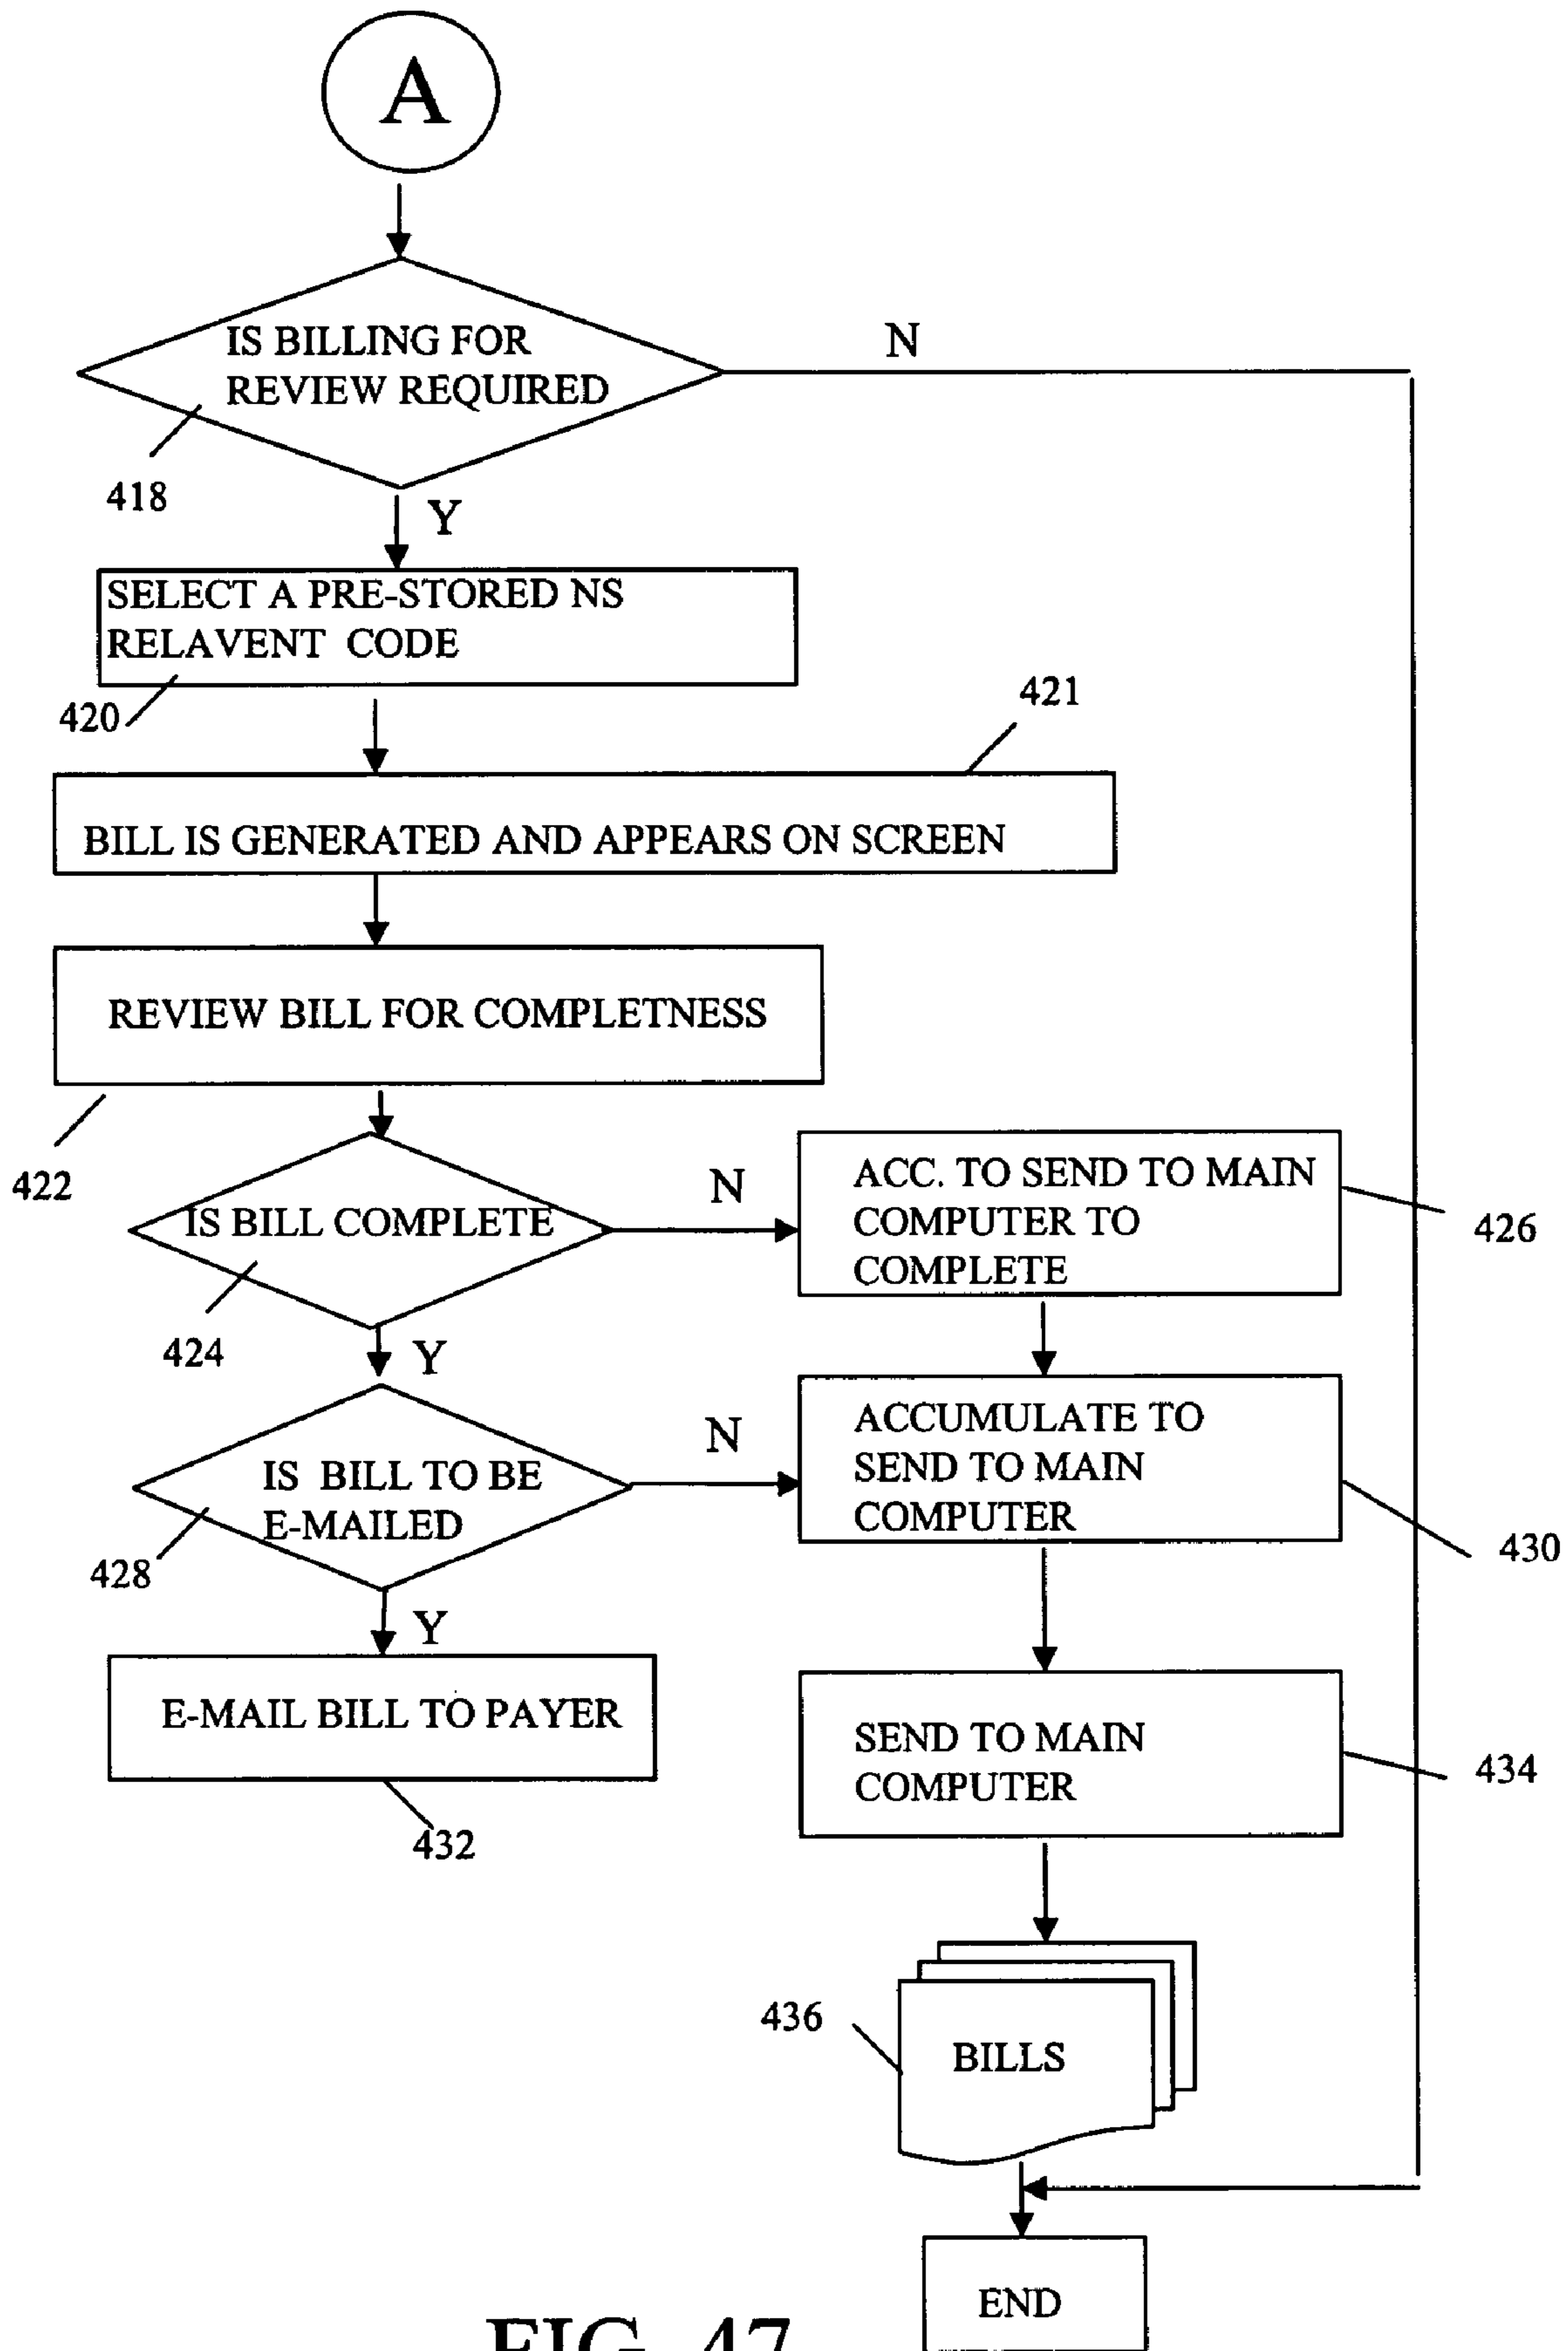 A
IS BILLING FOR
REVIEW REQUIRED
N
418
Y
SELECT A PRE-STORED NS
RELAVENT CODE
420
421
BILL IS GENERATED AND APPEARS ON SCREEN
REVIEW BILL FOR COMPLETNESS
422
IS BILL COMPLETE
N
ACC. TO SEND TO MAIN
COMPUTER TO
COMPLETE
426
424
Y
IS BILL TO BE
E-MAILED
N
ACCUMULATE TO
SEND TO MAIN
COMPUTER
430
428
Y
E-MAIL BILL TO PAYER
432
SEND TO MAIN
COMPUTER
434
436
BILLS
END
FIG. 47